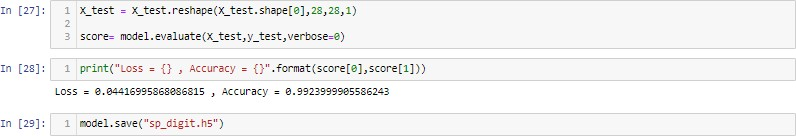 In [27]:
1 X_test = X_test.reshape(X_test.shape[0],28,28,1)
2
3 score= model.evaluate(X_test,y_test,verbose=0)
In [28]:
1 print("Loss = {} , Accuracy = {}".format(score[0],score[1]))
Loss = 0.04416995868086815 , Accuracy = 0.9923999905586243
In [29]:
1 model.save("sp_digit.h5")